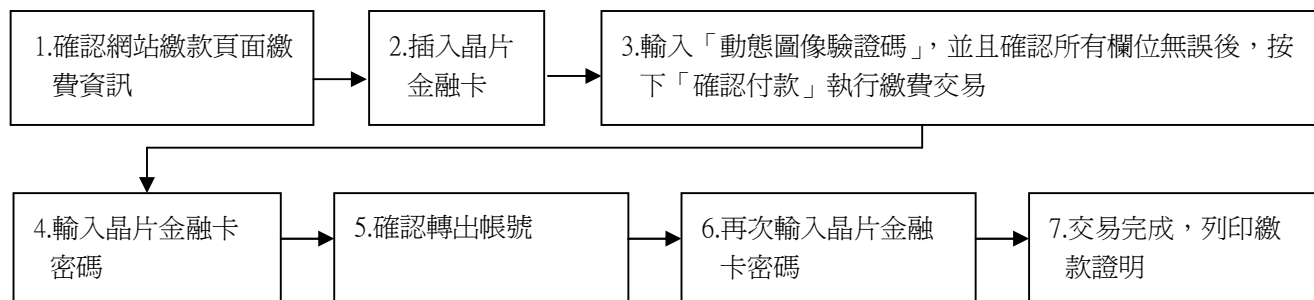 1.確認網站繳款頁面繳
費資訊
2.插入晶片
金融卡
3.輸入「動態圖像驗證碼」，並且確認所有欄位無誤後，按
下「確認付款」執行繳費交易
4.輸入晶片金融卡
密碼
5.確認轉出帳號
6.再次輸入晶片金融
卡密碼
7.交易完成，列印繳
款證明